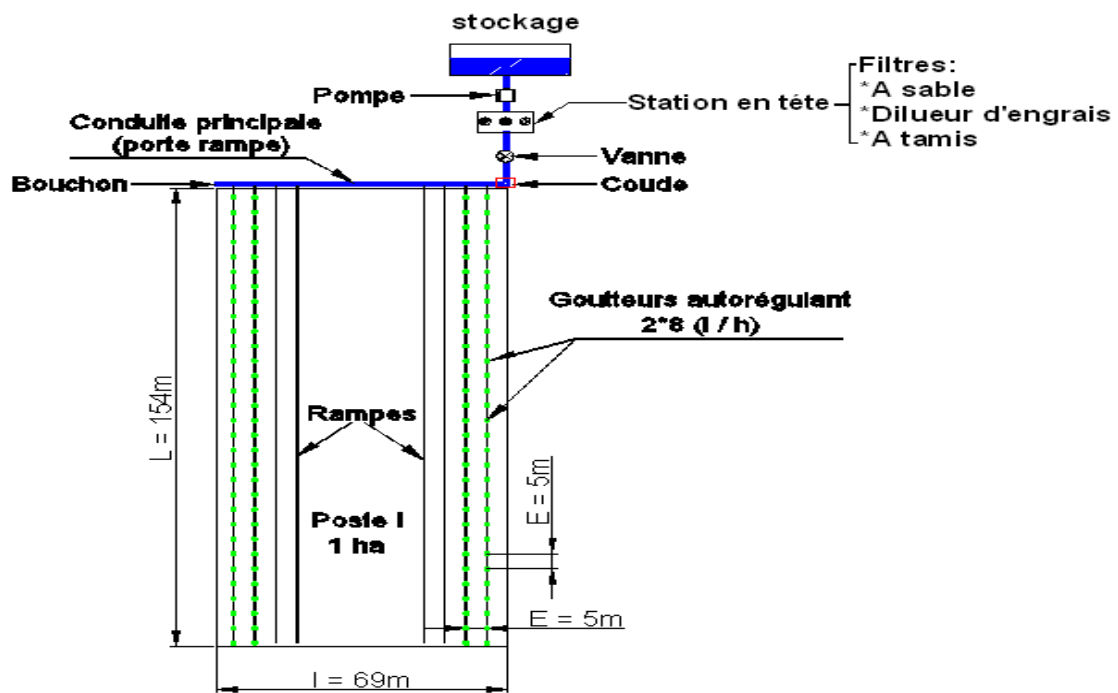 stockage
Filtres:
Pompe
*A sable
Station en téte
*Dilueur d'engrais
Conduite principale
(porte rampe)
*A tamis
Vanne
Bouchon
Coude
Goutteurs autorégulant
2*8 (l / h)
L = 154m
Rampes
E = 5m
Poste I
1 ha
E = 5m
l = 69m